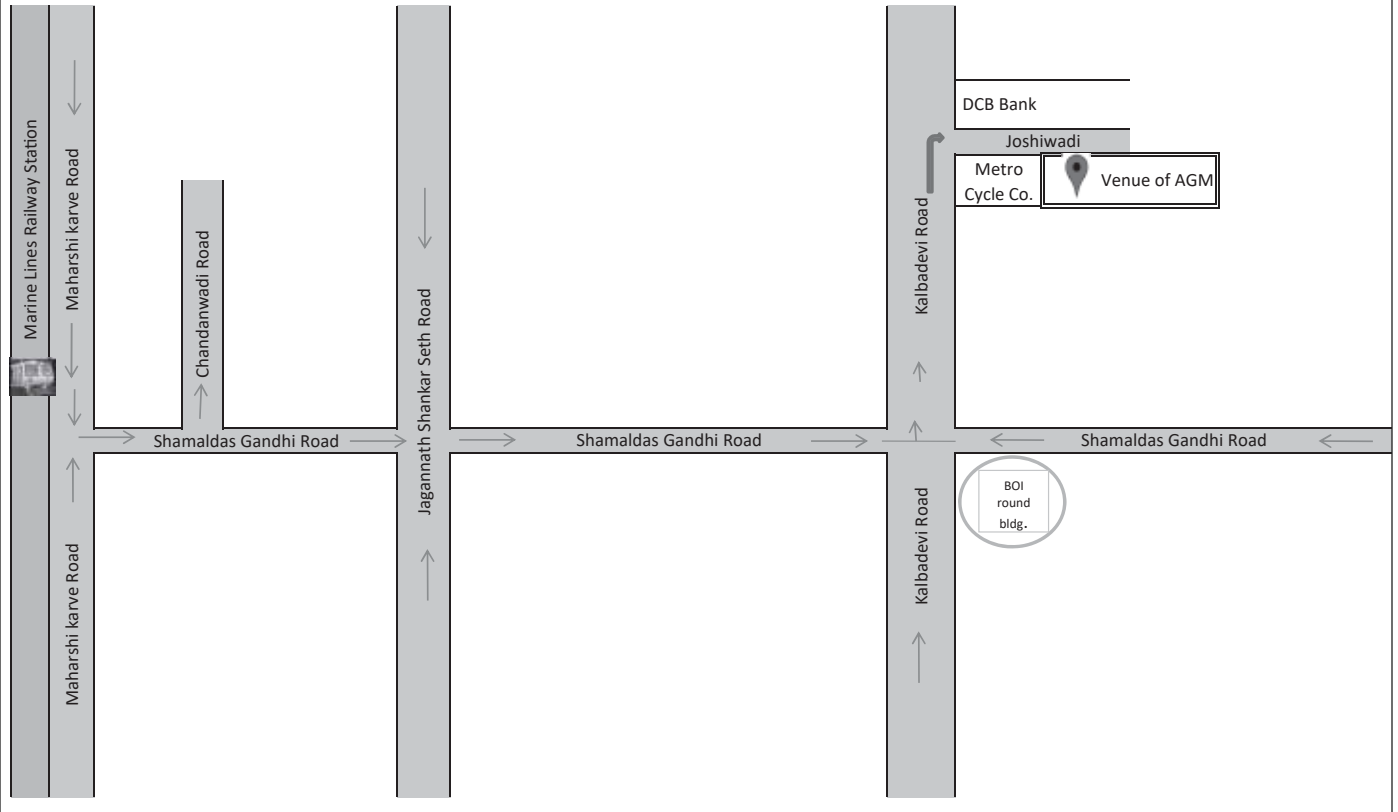 Marine Lines Railway Station
Maharshi karve Road
Chandanwadi Road
Jagannath Shankar Seth Road
Kalbadevi Road
DCB Bank
Joshiwadi
Metro
Cycle Co.
Venue of AGM
Shamaldas Gandhi Road
Shamaldas Gandhi Road
Shamaldas Gandhi Road
Maharshi karve Road
Kalbadevi Road
BOI
round
bldg.